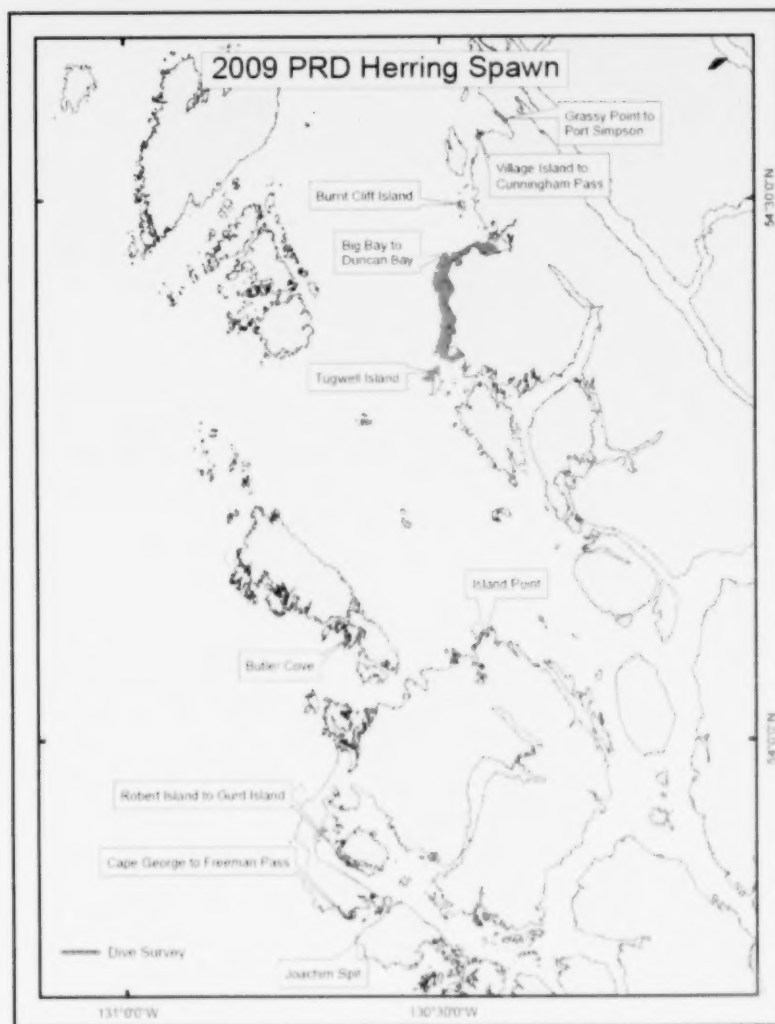 2009 PRD Herring Spawn
Grassy Point to
Port Simpson
Village Island to
Cunningham Pass
Burnt Cliff Island
54°30'0"N
Big Bay to
Duncan Bay
Tugwell Island
Island Point
Butler Cove
54°0'0"N
Robert Island to Gurd Island
Cape George to Freeman Pass
Dive Survey
Joachim Spit
131°0'0"W
130°30'0"W